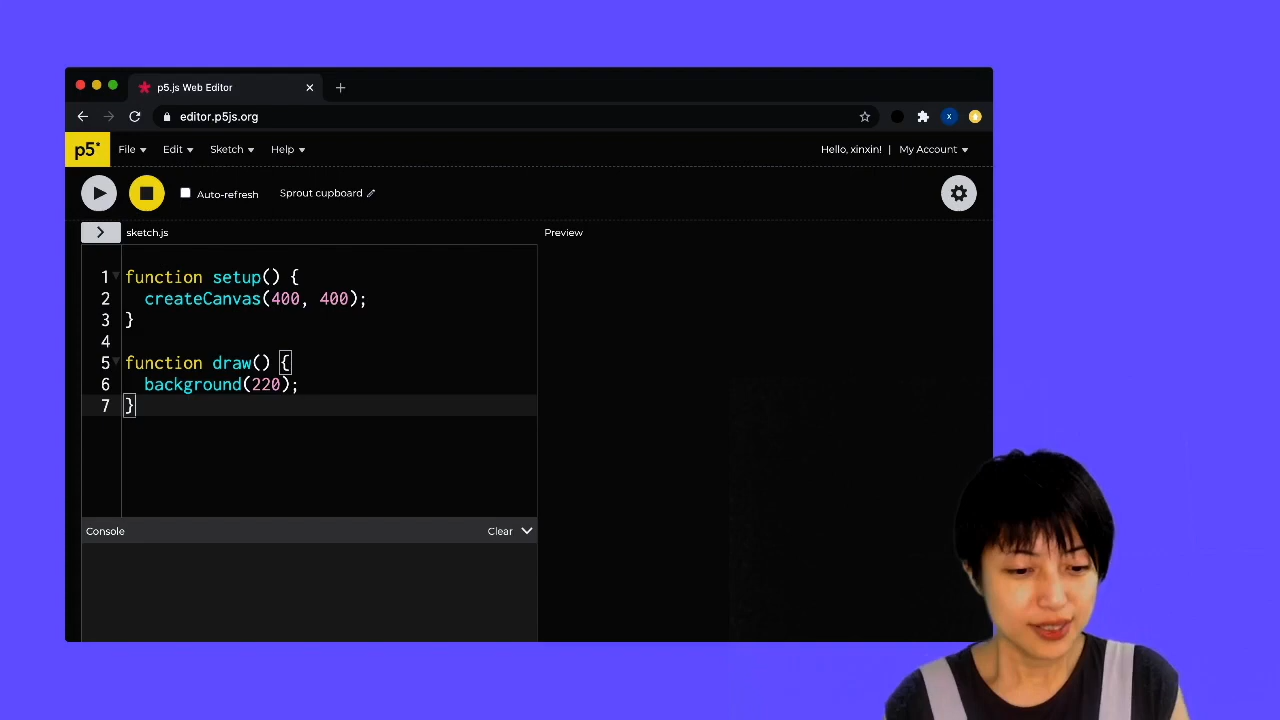 p5.js Web Editor
editor.p5js.org
x
p5* File Edit Sketch Help Hello, xinxin! | My Account
Auto-refresh Sprout cupboard
> sketch.js Preview
1 function setup() {
2 createCanvas(400, 400);
3 }
4
5 function draw() {
6 background(220);
7 }
Console Clear